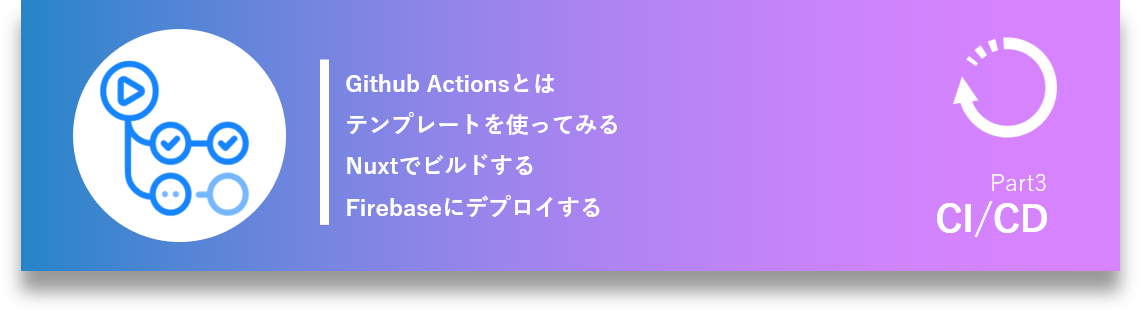 Github Actionsとは
テンプレートを使ってみる
Nuxtでビルドする
Firebaseにデプロイする
Part3
CI/CD